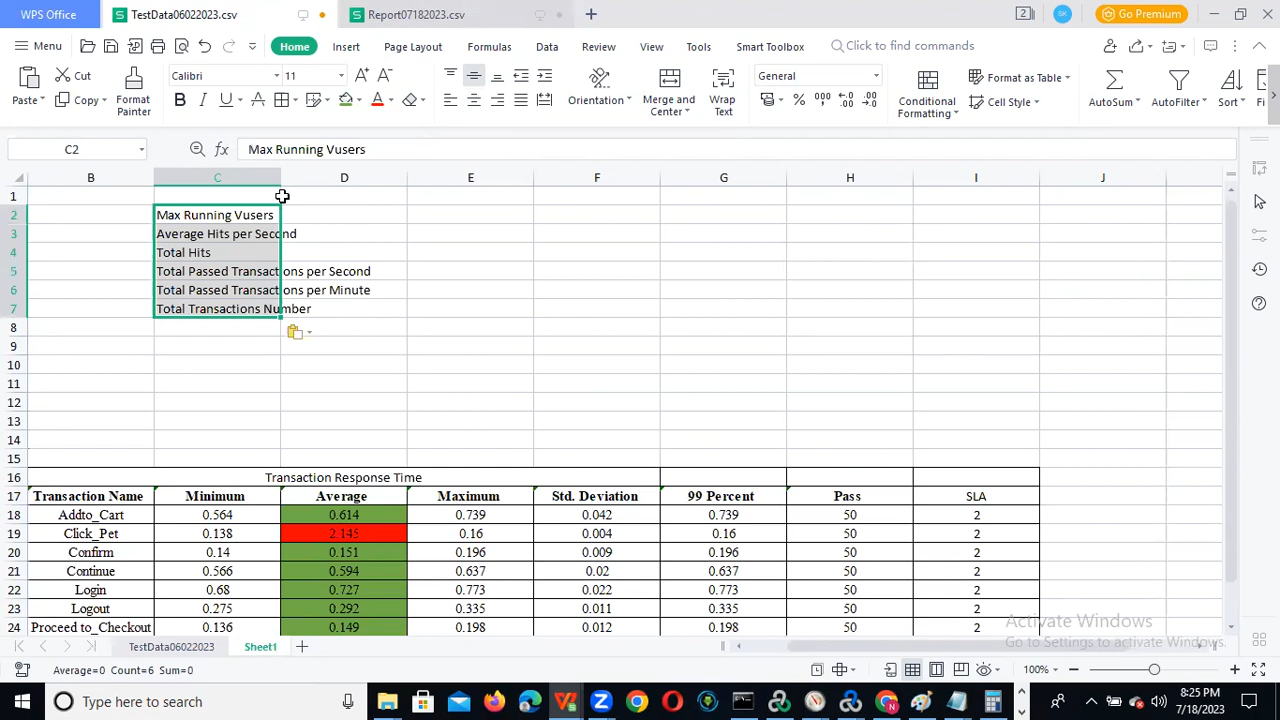 WPS Office TestData06022023.csv Report07182023.csv + 2 SK Go Premium
Menu Home Insert Page Layout Formulas Data Review View Tools Smart Toolbox Click to find commands
Cut Calibri 11 A+ A- General Format as Table
Paste Copy Format Painter B I U A A Orientation Merge and Center Wrap Text % Conditional Formatting Cell Style AutoSum AutoFilter Sort Fi
C2 fx Max Running Vusers
B C D E F G H I J
1
2 Max Running Vusers
3 Average Hits per Second
4 Total Hits
5 Total Passed Transactions per Second
6 Total Passed Transactions per Minute
7 Total Transactions Number
8
9
10
11
12
13
14
15
16 Transaction Response Time
17 Transaction Name Minimum Average Maximum Std. Deviation 99 Percent Pass SLA
18 Addto_Cart 0.564 0.614 0.739 0.042 0.739 50 2
19 Click_Pet 0.138 2.145 0.16 0.004 0.16 50 2
20 Confirm 0.14 0.151 0.196 0.009 0.196 50 2
21 Continue 0.566 0.594 0.637 0.02 0.637 50 2
22 Login 0.68 0.727 0.773 0.022 0.773 50 2
23 Logout 0.275 0.292 0.335 0.011 0.335 50 2
24 Proceed to_Checkout 0.136 0.149 0.198 0.012 0.198 50 2
Activate Windows
Go to Settings to activate Windows.
TestData06022023 Sheet1 +
Average=0 Count=6 Sum=0 100%
Type here to search 8:25 PM
7/18/2023